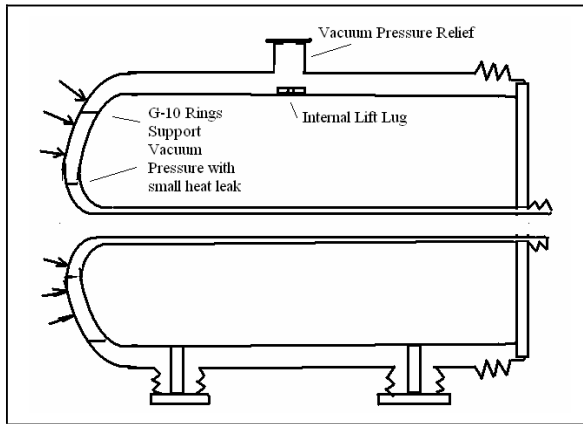 Vacuum Pressure Relief
G-10 Rings
Support
Vacuum
Pressure with
small heat leak
Internal Lift Lug